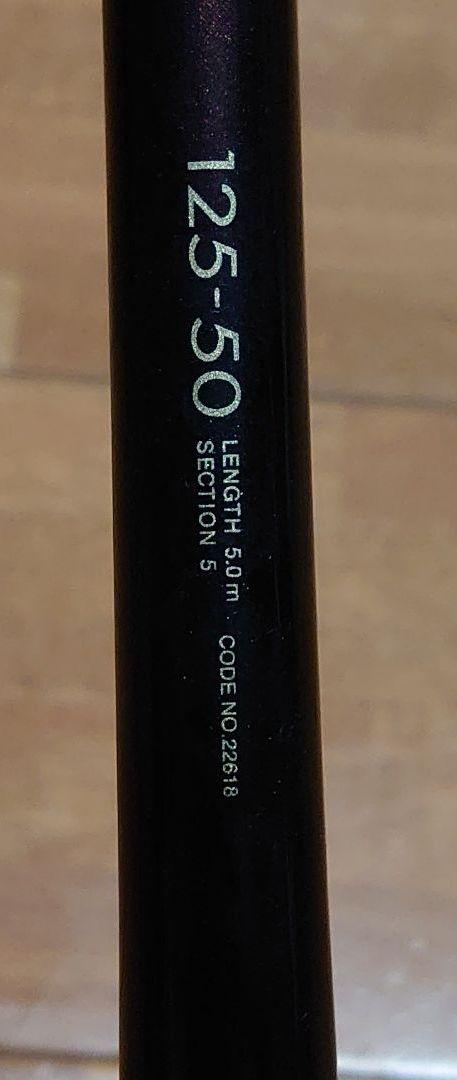 125-50
LENGTH 5.0m
SECTION 5
CODE NO.22618